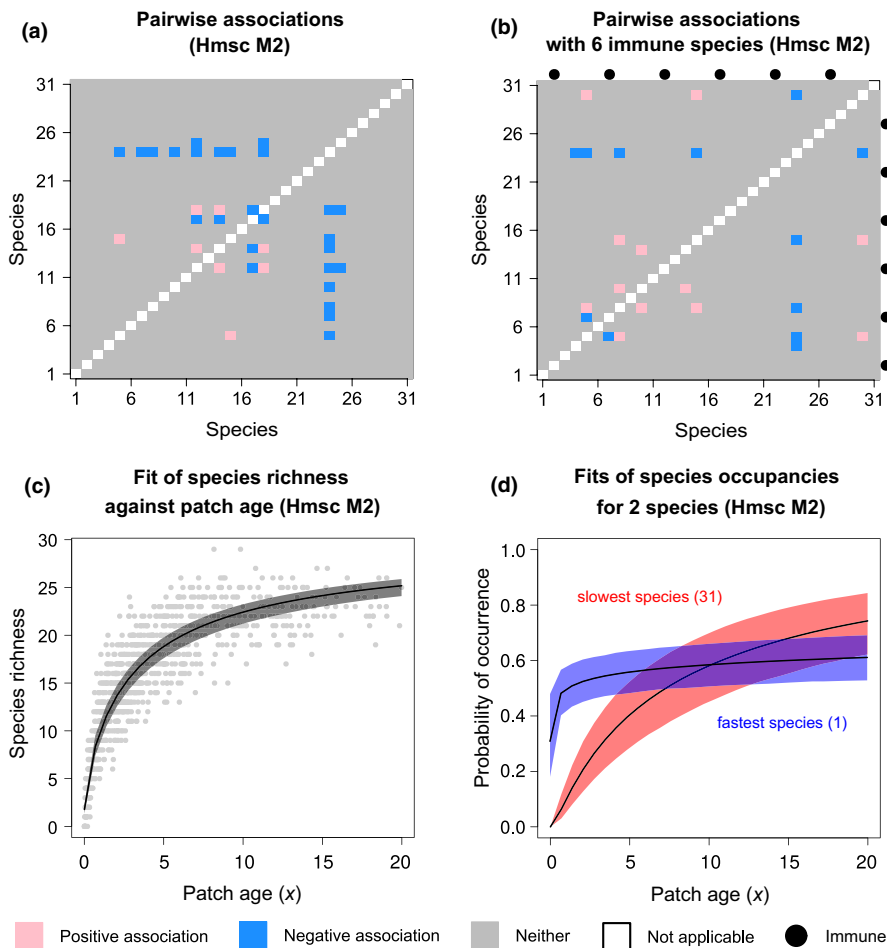 (a)
Pairwise associations
(Hmsc M2)
31
26
21
16
11
6
1
Species
1 6 11 16 21 26 31
Species
(b)
Pairwise associations
with 6 immune species (Hmsc M2)
31
26
21
16
11
6
1
Species
1 6 11 16 21 26 31
Species
(c)
Fit of species richness
against patch age (Hmsc M2)
30
25
20
15
10
5
0
Species richness
0 5 10 15 20
Patch age (x)
(d)
Fits of species occupancies
for 2 species (Hmsc M2)
1.0
0.8
0.6
0.4
0.2
0.0
Probability of occurrence
slowest species (31)
fastest species (1)
0 5 10 15 20
Patch age (x)
Positive association Negative association Neither Not applicable Immune